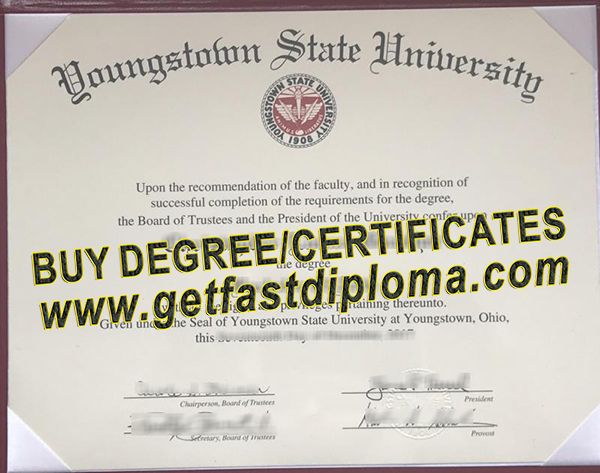 Youngstown State University
YOUNGSTOWN STATE UNIVERSITY
1908
Upon the recommendation of the faculty, and in recognition of
successful completion of the requirements for the degree,
the Board of Trustees and the President of the University confer upon
BUY DEGREE/CERTIFICATES
the degree
www.getfastdiploma.com
pertaining thereunto.
Given under the Seal of Youngstown State University at Youngstown, Ohio,
this
Chairperson, Board of Trustees
President
Secretary, Board of Trustees
Provost